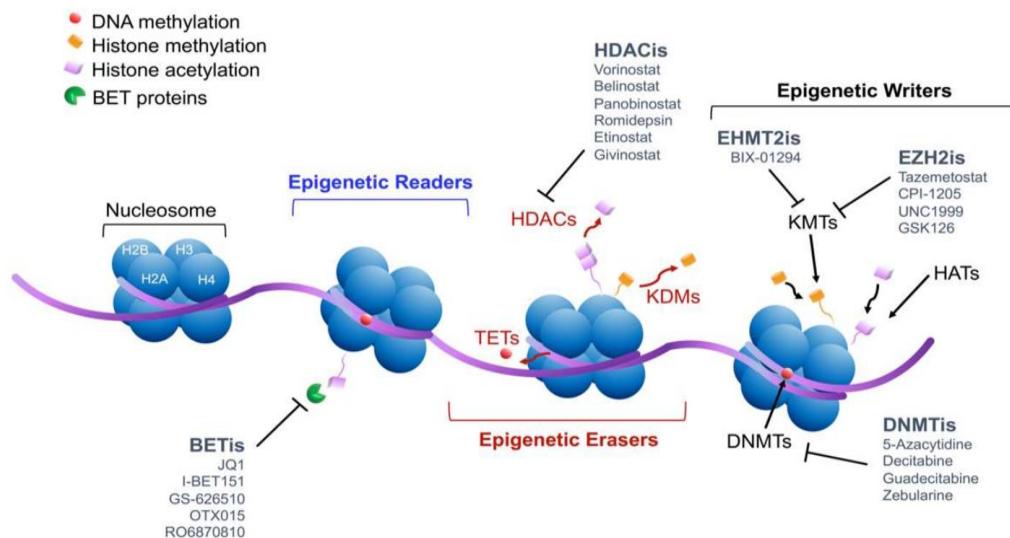 DNA methylation
Histone methylation
Histone acetylation
BET proteins
HDACis
Vorinostat
Belinostat
Panobinostat
Romidepsin
Etinostat
Givinostat
Epigenetic Writers
EHMT2is
BIX-01294
EZH2is
Tazemetostat
CPI-1205
UNC1999
GSK126
Epigenetic Readers
Nucleosome
H2B
H3
H2A
H4
HDACs
KMTs
KDMs
HATs
TETs
Epigenetic Erasers
DNMTs
BETis
JQ1
I-BET151
GS-626510
OTX015
RO6870810
DNMTis
5-Azacytidine
Decitabine
Guadecitabine
Zebularine